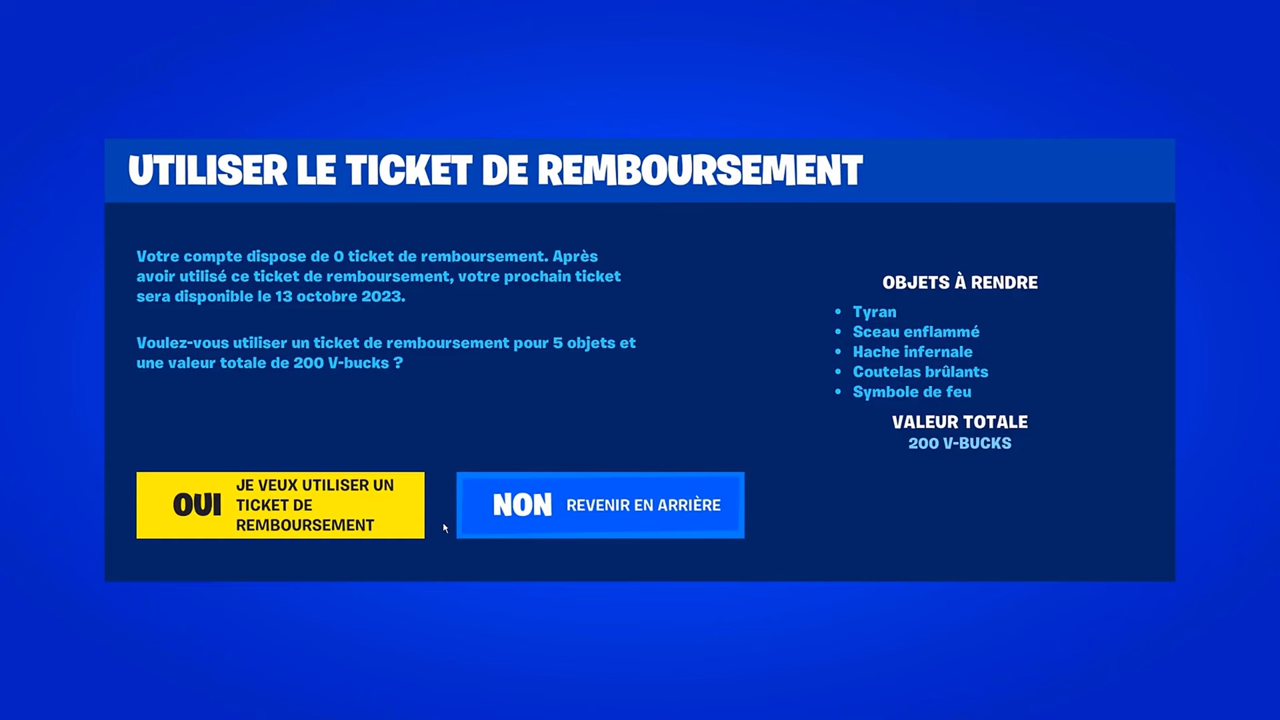 UTILISER LE TICKET DE REMBOURSEMENT
Votre compte dispose de 0 ticket de remboursement. Après
avoir utilisé ce ticket de remboursement, votre prochain ticket
sera disponible le 13 octobre 2023.
Voulez-vous utiliser un ticket de remboursement pour 5 objets et
une valeur totale de 200 V-bucks ?
OBJETS À RENDRE
• Tyran
• Sceau enflammé
• Hache infernale
• Coutelas brûlants
• Symbole de feu
VALEUR TOTALE
200 V-BUCKS
OUI
JE VEUX UTILISER UN
TICKET DE
REMBOURSEMENT
NON REVENIR EN ARRIÈRE